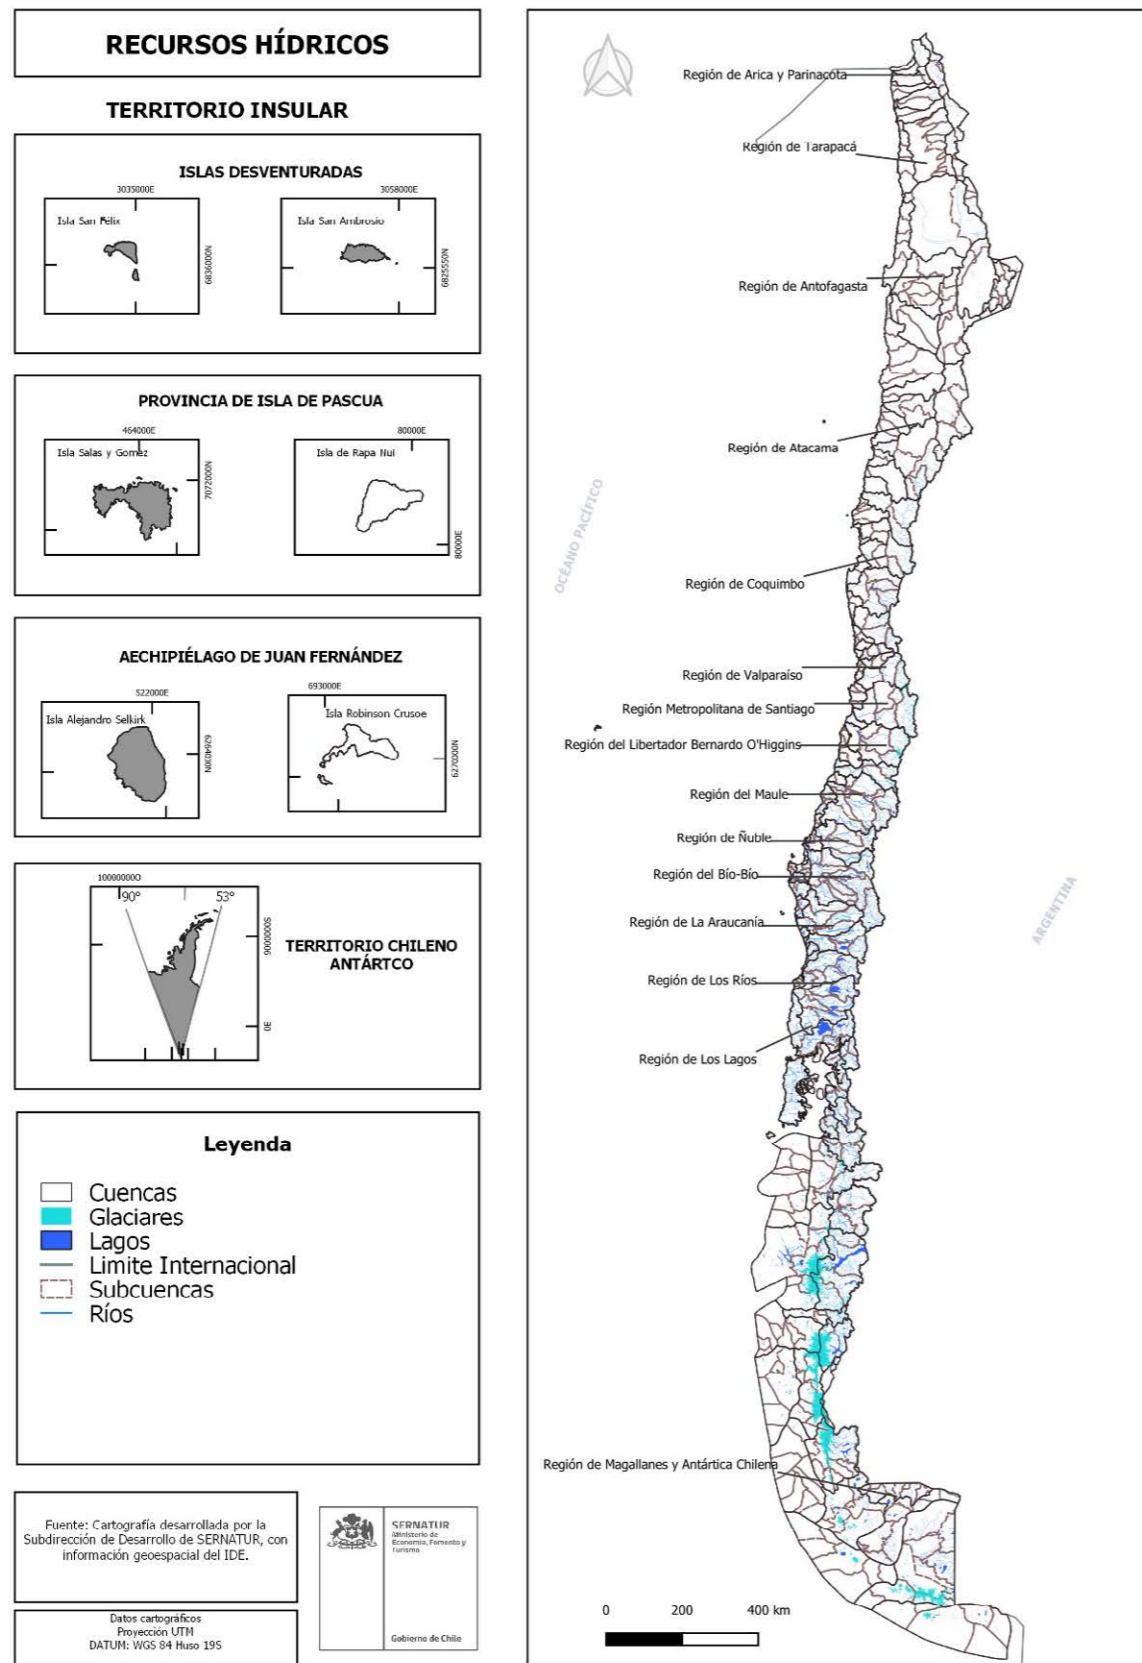 RECURSOS HÍDRICOS
TERRITORIO INSULAR
ISLAS DESVENTURADAS
3035000E
Isla San Félix
6836000N
3058000E
Isla San Ambrosio
6825550N
PROVINCIA DE ISLA DE PASCUA
464000E
Isla Salas y Gomez
7072000N
80000E
Isla de Rapa Nui
80000E
AECHIPIÉLAGO DE JUAN FERNÁNDEZ
522000E
Isla Alejandro Selkirk
6264030N
693000E
Isla Robinson Crusoe
6270000N
10000000O
90°
53°
9000000S
0E
TERRITORIO CHILENO
ANTÁRTCO
Leyenda
Cuencas
Glaciares
Lagos
Limite Internacional
Subcuencas
Ríos
Fuente: Cartografía desarrollada por la
Subdirección de Desarrollo de SERNATUR, con
información geoespacial del IDE.
Datos cartográficos
Proyección UTM
DATUM: WGS 84 Huso 19S
SERNATUR
Ministerio de
Economía, Fomento y
Turismo
Gobierno de Chile
Región de Arica y Parinacota
Región de Tarapacá
Región de Antofagasta
Región de Atacama
OCÉANO PACÍFICO
Región de Coquimbo
Región de Valparaíso
Región Metropolitana de Santiago
Región del Libertador Bernardo O'Higgins
Región del Maule
Región de Ñuble
Región del Bío-Bío
ARGENTINA
Región de La Araucanía
Región de Los Ríos
Región de Los Lagos
Región de Magallanes y Antártica Chilena
0 200 400 km